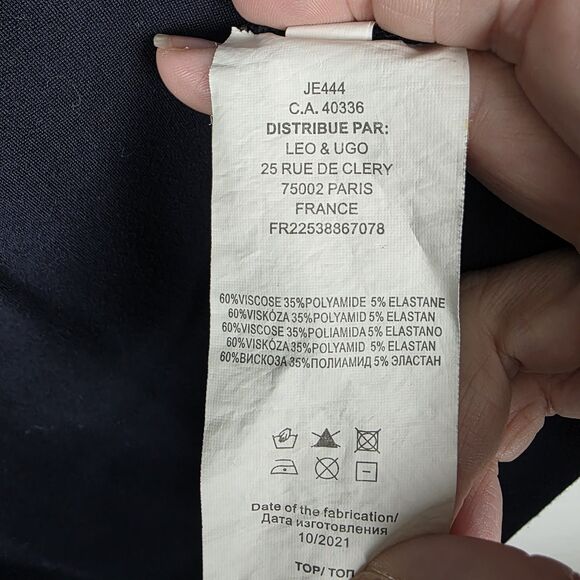 JE444
C.A. 40336
DISTRIBUE PAR:
LEO & UGO
25 RUE DE CLERY
75002 PARIS
FRANCE
FR22538867078
60%VISCOSE 35%POLYAMIDE 5% ELASTANE
60%VISKÓZA 35%POLYAMID 5% ELASTAN
60%VISCOSE 35%POLIAMIDA 5% ELASTANO
60%VISKÓZA 35%POLYAMID 5% ELASTAN
60%ВИСКОЗА 35%ПОЛИАМИД 5% ЭЛАСТАН
Date of the fabrication/
Дата изготовления
10/2021
TOP/ ТОП